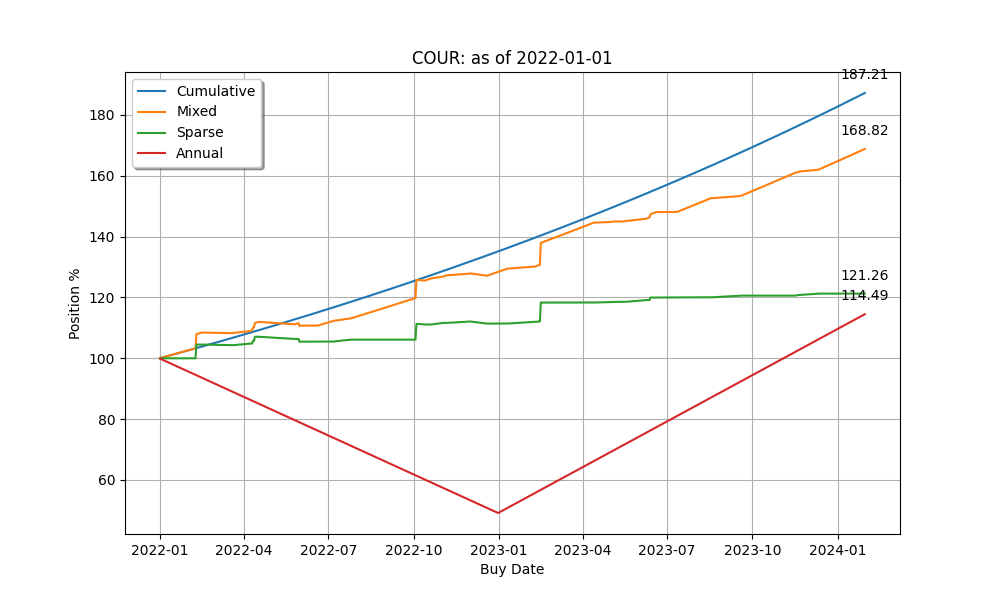 COUR: as of 2022-01-01
187.21
Cumulative
Mixed
Sparse
Annual
168.82
121.26
114.49
180
160
140
120
100
80
60
Position %
2022-01
2022-04
2022-07
2022-10
2023-01
2023-04
2023-07
2023-10
2024-01
Buy Date